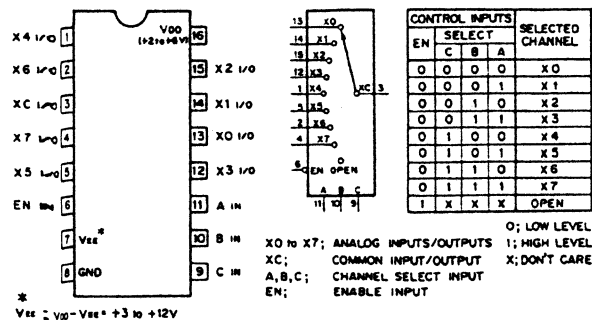 X4 I/O 1
X6 I/O 2
XC I/O 3
X7 I/O 4
X5 I/O 5
EN IN 6
7 VEE*
8 GND
VDD
(+2 to +6V)
16
15 X2 I/O
14 X1 I/O
13 X0 I/O
12 X3 I/O
11 A IN
10 B IN
9 C IN
*
VEE : VDD - VEE = +3 to +12V
13 X0
14 X1
15 X2
12 X3
1 X4
5 X5
2 X6
4 X7
XC 3
6 EN OPEN
A B C
11 10 9
CONTROL INPUTS SELECTED CHANNEL
EN SELECT
C B A
0 0 0 0 X0
0 0 0 1 X1
0 0 1 0 X2
0 0 1 1 X3
0 1 0 0 X4
0 1 0 1 X5
0 1 1 0 X6
0 1 1 1 X7
1 X X X OPEN
0; LOW LEVEL
1; HIGH LEVEL
X; DON'T CARE
X0 to X7; ANALOG INPUTS/OUTPUTS
XC; COMMON INPUT/OUTPUT
A,B,C; CHANNEL SELECT INPUT
EN; ENABLE INPUT